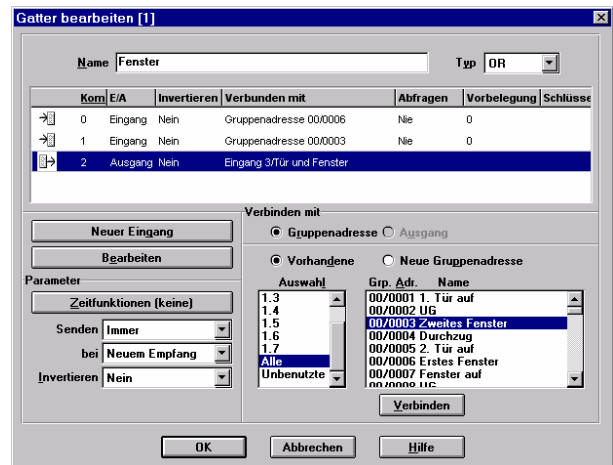 Gatter bearbeiten [1]
Name Fenster Typ OR
Kom E/A Invertieren Verbunden mit Abfragen Vorbelegung Schlüsse
0 Eingang Nein Gruppenadresse 00/0006 Nie 0
1 Eingang Nein Gruppenadresse 00/0003 Nie 0
2 Ausgang Nein Eingang 3/Tür und Fenster
Neuer Eingang
Bearbeiten
Parameter
Zeitfunktionen (keine)
Senden Immer
bei Neuem Empfang
Invertieren Nein
Verbinden mit
Gruppenadresse Ausgang
Vorhandene Neue Gruppenadresse
Auswahl
1.3
1.4
1.5
1.6
1.7
Alle
Unbenutzte
Grp. Adr. Name
00/0001 1. Tür auf
00/0002 UG
00/0003 Zweites Fenster
00/0004 Durchzug
00/0005 2. Tür auf
00/0006 Erstes Fenster
00/0007 Fenster auf
00/0008 UG
Verbinden
OK Abbrechen Hilfe